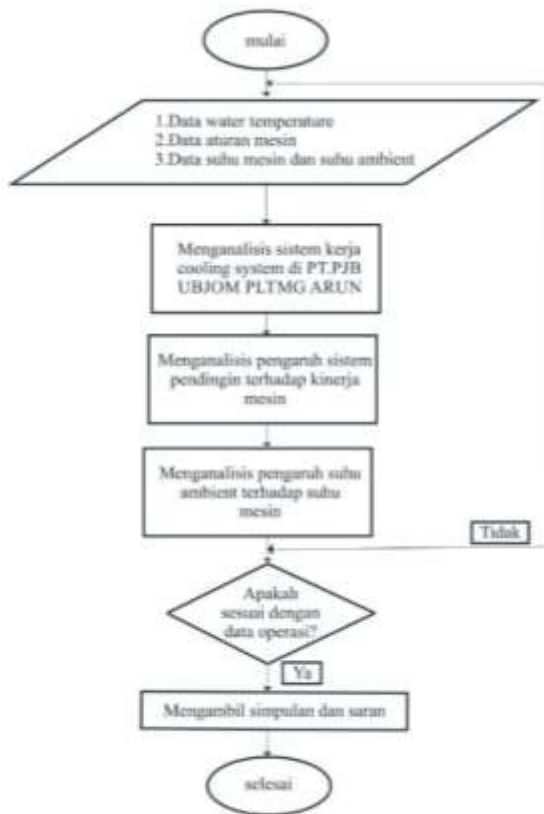 mulai
1.Data water temperature
2.Data aturan mesin
3.Data suhu mesin dan suhu ambient
Menganalisis sistem kerja
cooling system di PT.PJB
UBJOM PLTMG ARUN
Menganalisis pengaruh sistem
pendingin terhadap kinerja
mesin
Menganalisis pengaruh suhu
ambient terhadap suhu
mesin
Tidak
Apakah
sesuai dengan
data operasi?
Ya
Mengambil simpulan dan saran
selesai